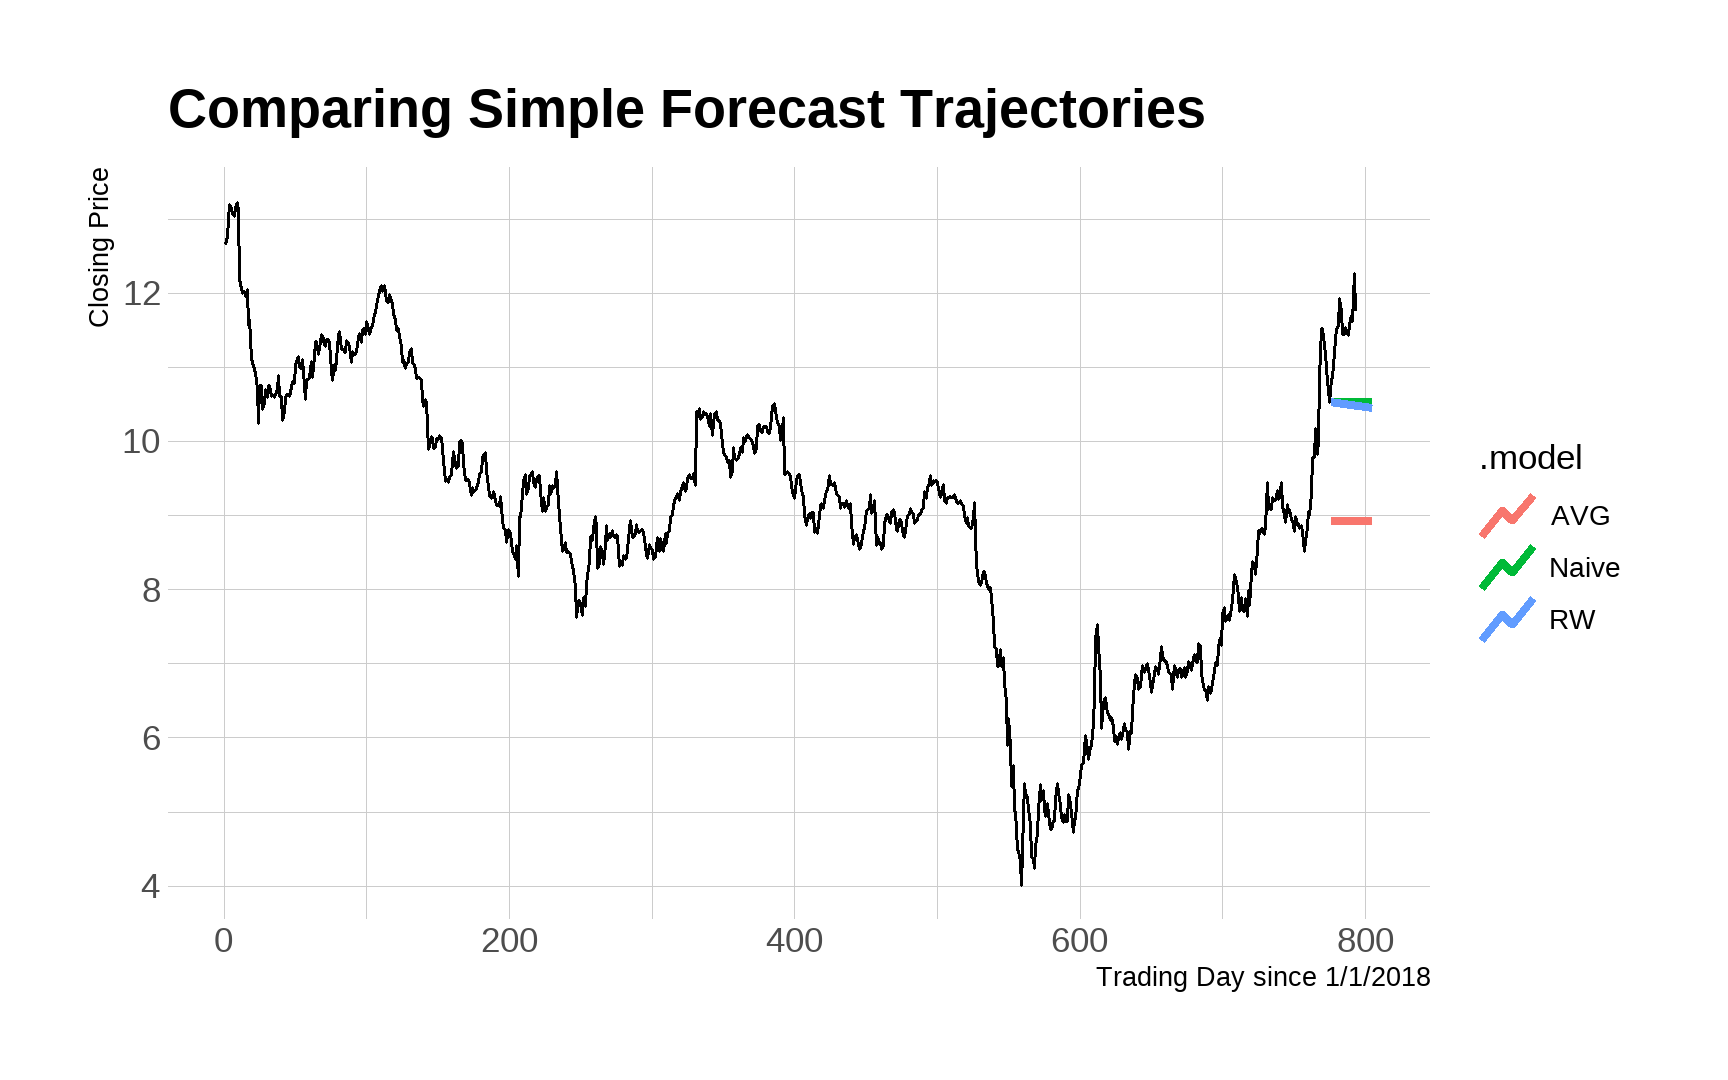 Comparing Simple Forecast Trajectories
Closing Price
12
10
8
6
4
0 200 400 600 800
Trading Day since 1/1/2018
.model
AVG
Naive
RW